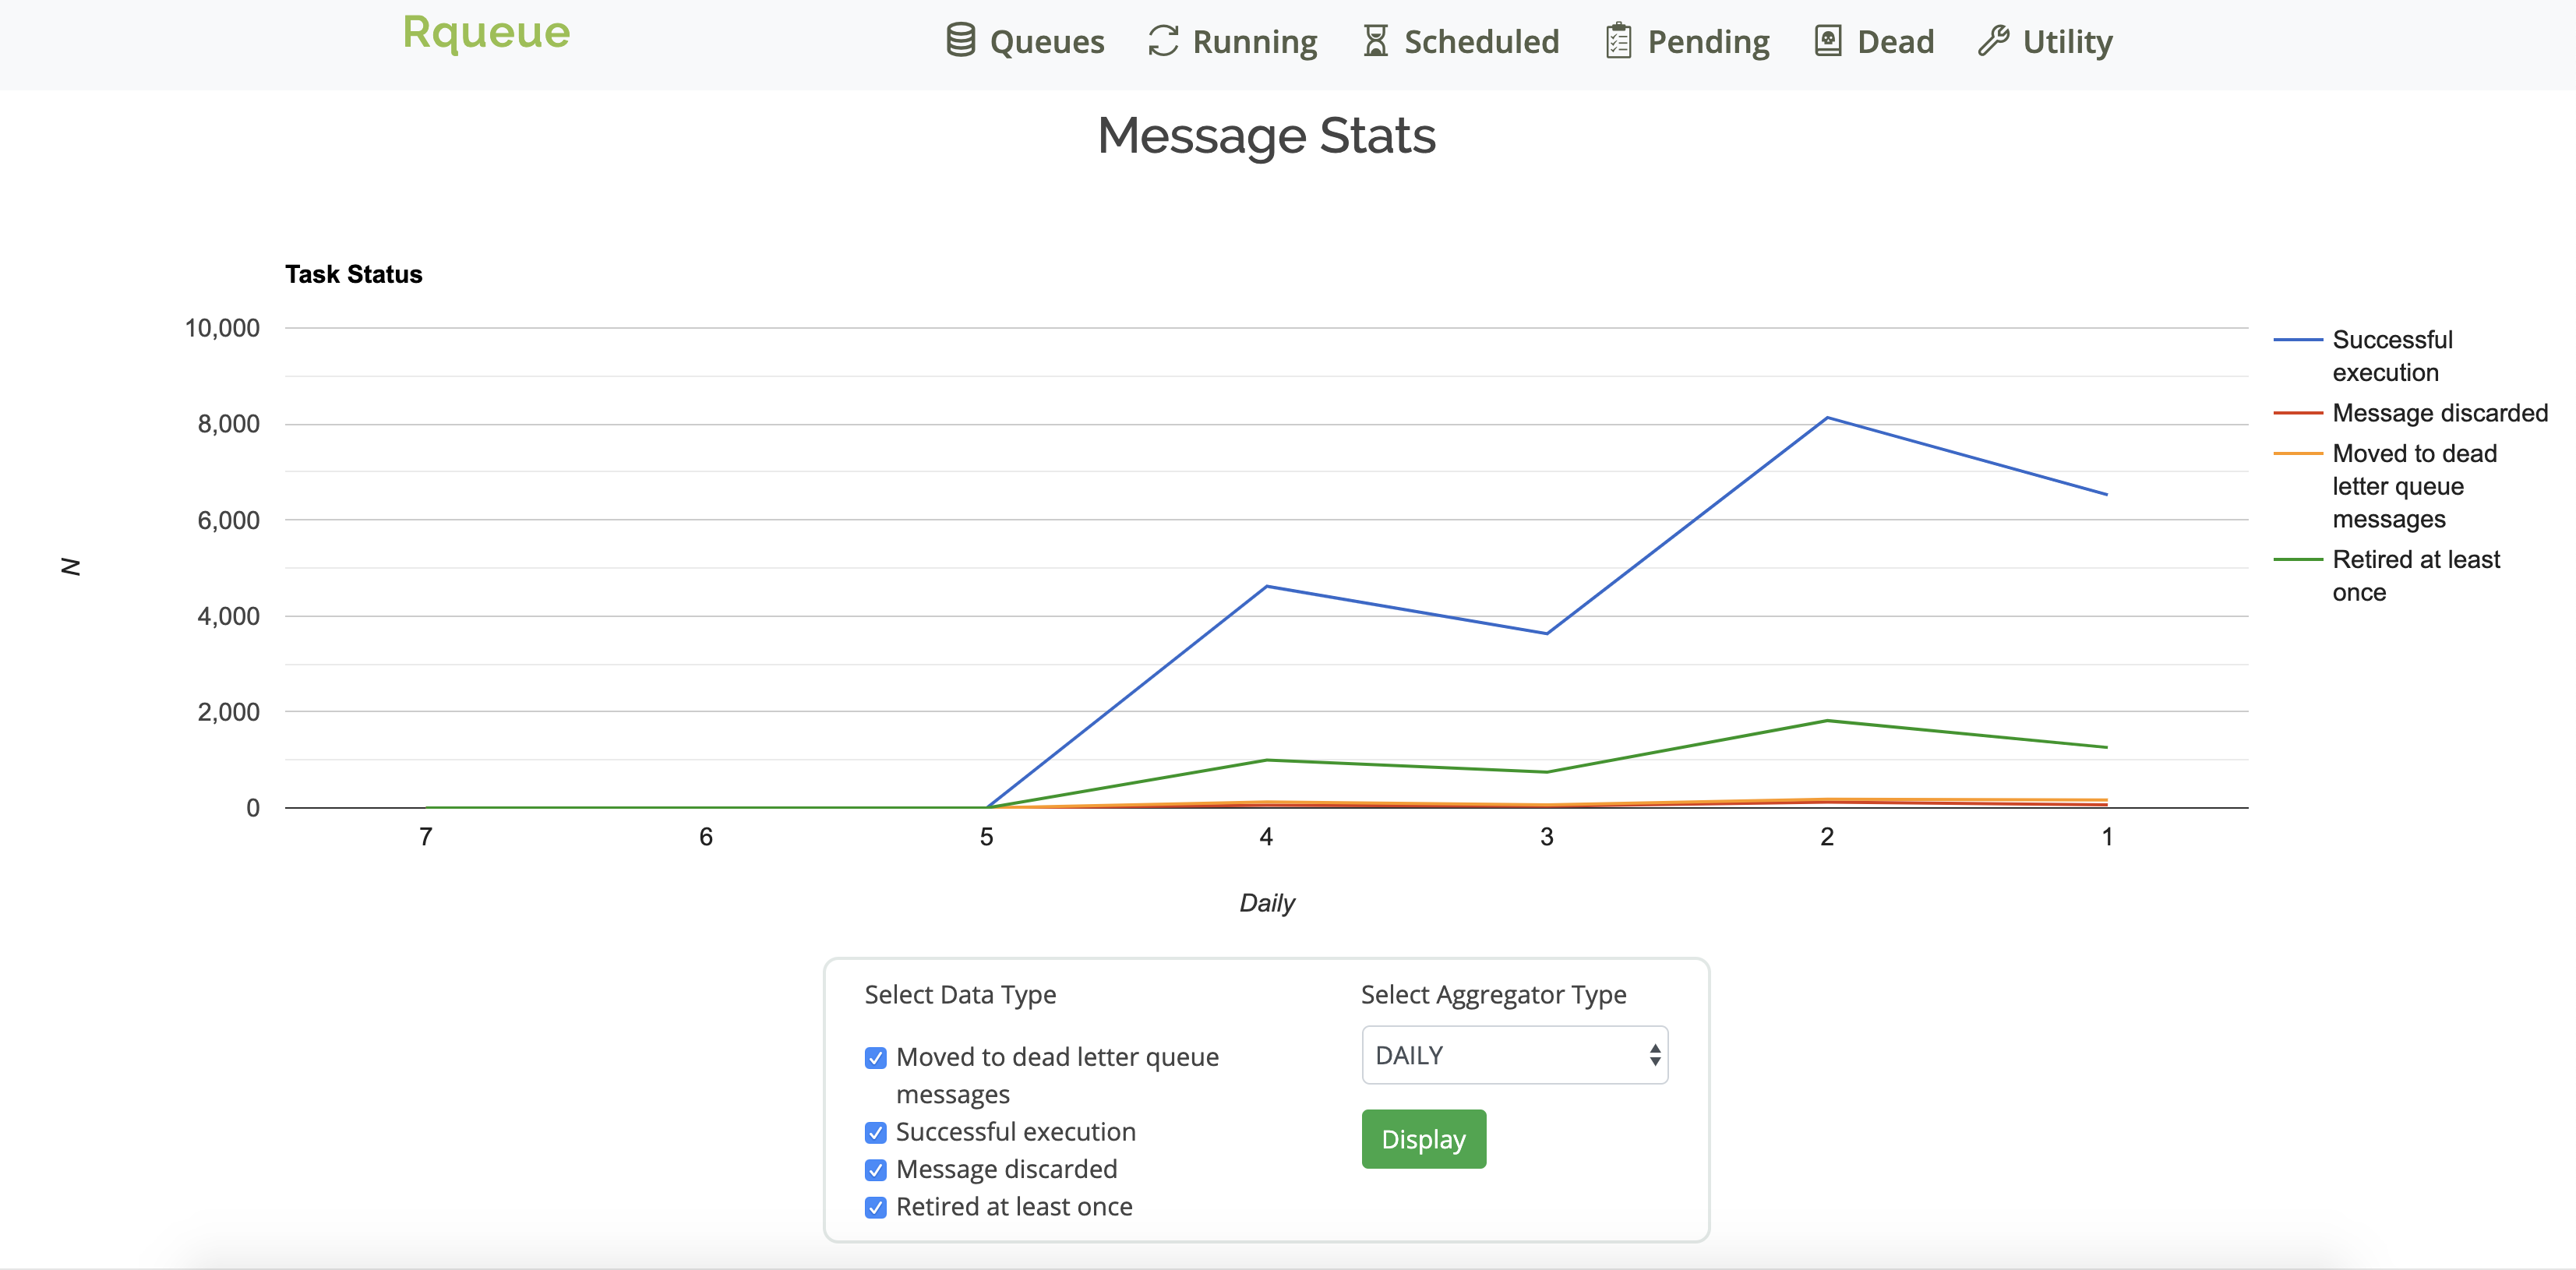 Rqueue
Queues
Running
Scheduled
Pending
Dead
Utility
Message Stats
Task Status
10,000
8,000
6,000
4,000
2,000
0
N
7
6
5
4
3
2
1
Daily
Successful
execution
Message discarded
Moved to dead
letter queue
messages
Retired at least
once
Select Data Type
Moved to dead letter queue
messages
Successful execution
Message discarded
Retired at least once
Select Aggregator Type
DAILY
Display